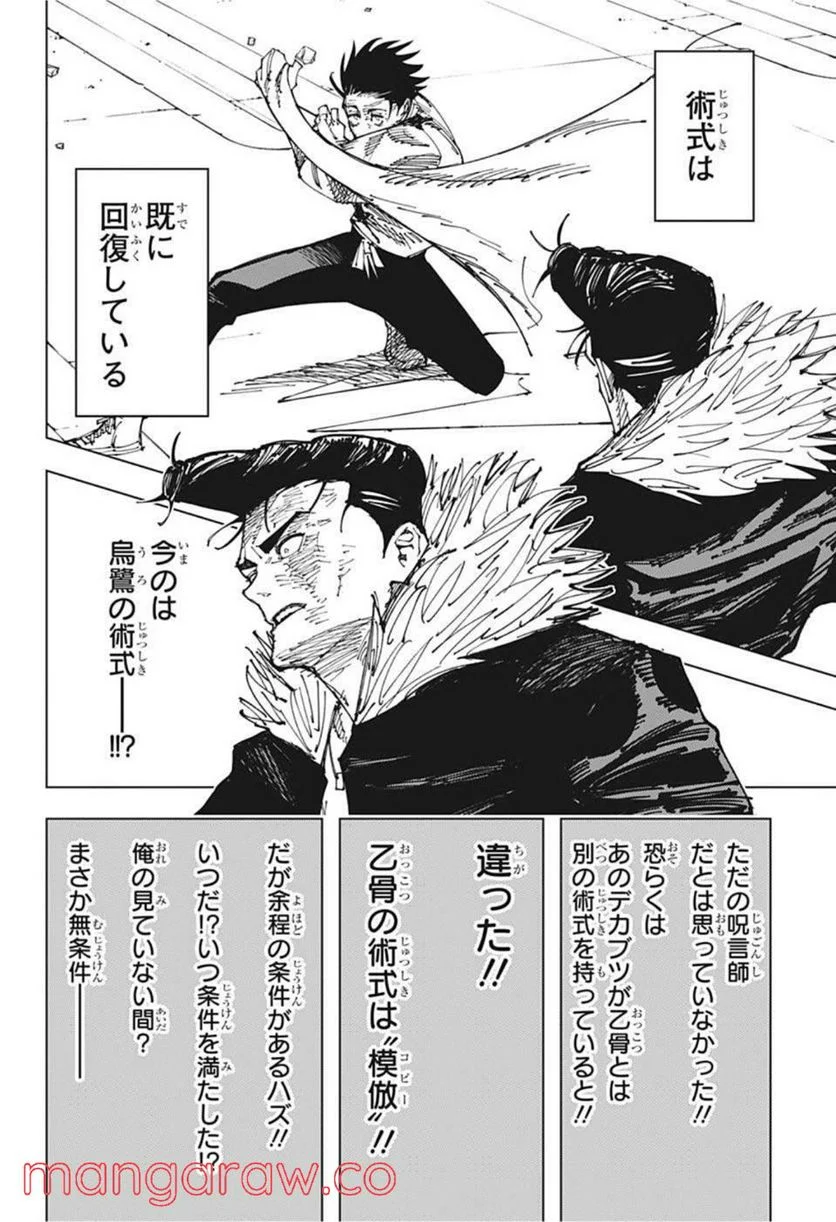 術式は
既に
回復している
今のは
烏鷺の術式――!!?
ただの呪言師
だとは思っていなかった!!
恐らくは
あのデカブツが乙骨とは
別の術式を持っていると!!
違った!!
乙骨の術式は〝模倣〟!!
だが余程の条件があるハズ!!
いつだ!?いつ条件を満たした!?
俺の見ていない間?
まさか無条件――
mangaraw.co